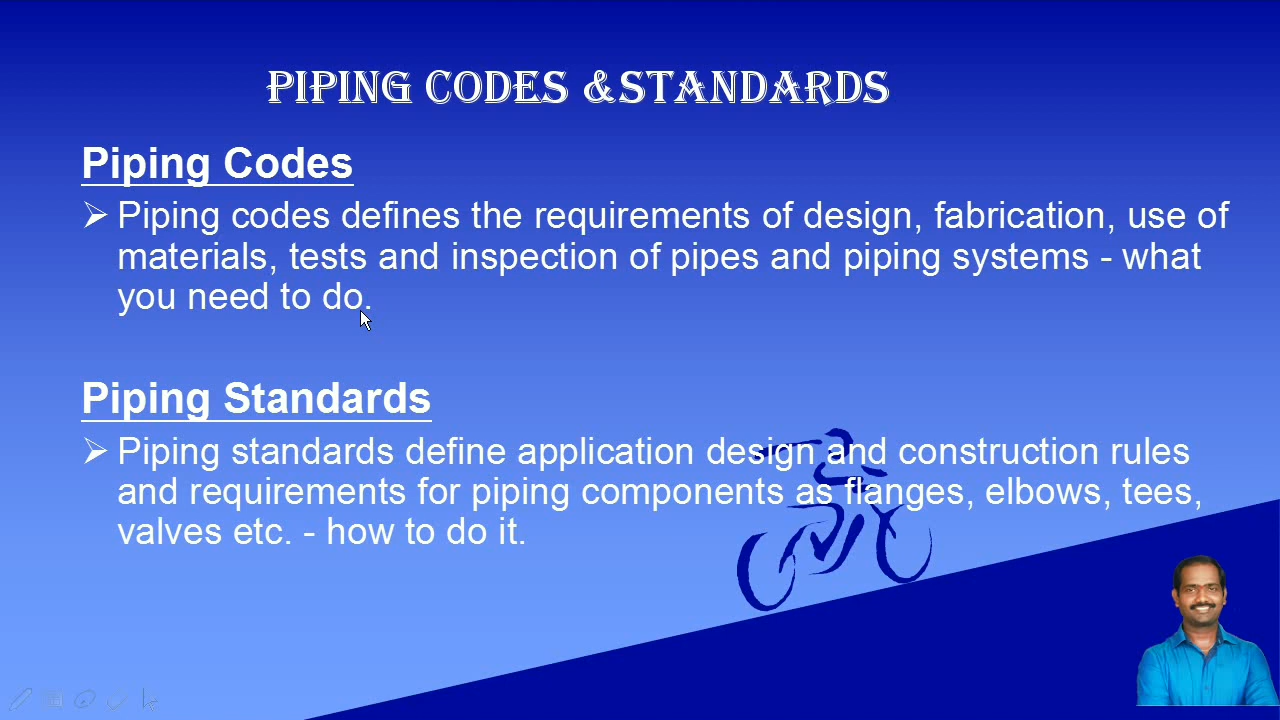 PIPING CODES &STANDARDS
Piping Codes
➢ Piping codes defines the requirements of design, fabrication, use of
materials, tests and inspection of pipes and piping systems - what
you need to do.
Piping Standards
➢ Piping standards define application design and construction rules
and requirements for piping components as flanges, elbows, tees,
valves etc. - how to do it.